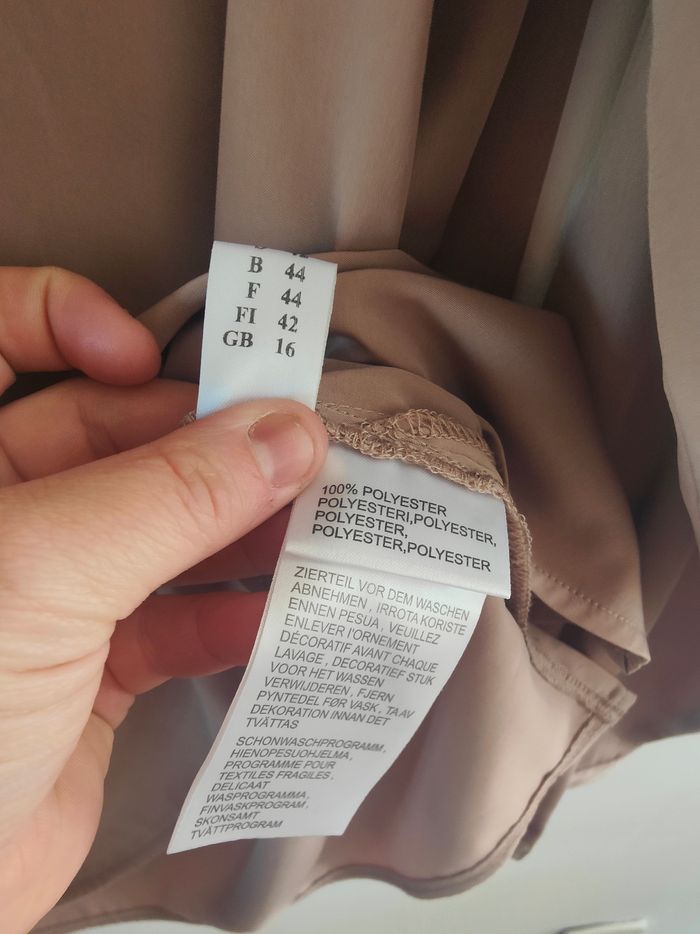 B 44
F 44
FI 42
GB 16
100% POLYESTER
POLYESTERI,POLYESTER,
POLYESTER,
POLYESTER,POLYESTER
ZIERTEIL VOR DEM WASCHEN
ABNEHMEN , IRROTA KORISTE
ENNEN PESUA , VEUILLEZ
ENLEVER l'ORNEMENT
DÉCORATIF AVANT CHAQUE
LAVAGE , DECORATIEF STUK
VOOR HET WASSEN
VERWIJDEREN , FJERN
PYNTEDEL FØR VASK , TA AV
DEKORATION INNAN DET
TVÄTTAS
SCHONWASCHPROGRAMM,
HIENOPESUOHJELMA,
PROGRAMME POUR
TEXTILES FRAGILES ,
DELICAAT
WASPROGRAMMA,
FINVASKPROGRAM ,
SKONSAMT
TVÄTTPROGRAM